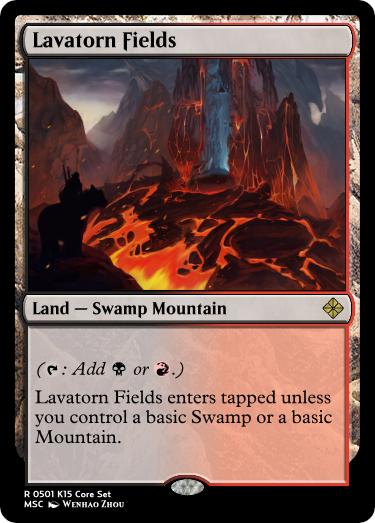 Lavatorn Fields
Land — Swamp Mountain
(: Add or .)
Lavatorn Fields enters tapped unless
you control a basic Swamp or a basic
Mountain.
R 0501 K15 Core Set
MSC Wenhao Zhou